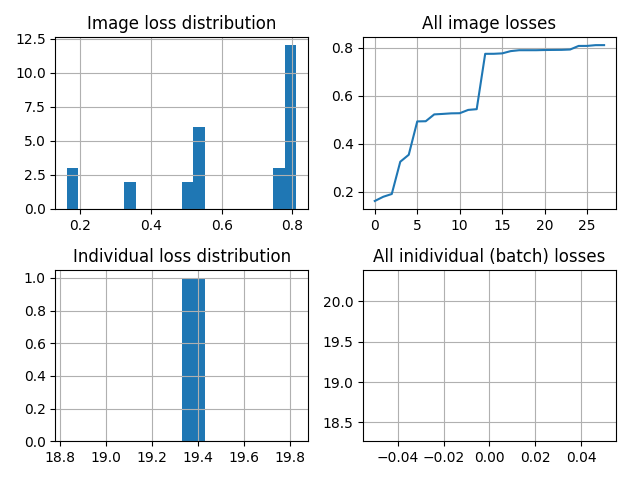 Image loss distribution
12.5
10.0
7.5
5.0
2.5
0.0
0.2 0.4 0.6 0.8
All image losses
0.8
0.6
0.4
0.2
0 5 10 15 20 25
Individual loss distribution
1.0
0.8
0.6
0.4
0.2
0.0
18.8 19.0 19.2 19.4 19.6 19.8
All inidividual (batch) losses
20.0
19.5
19.0
18.5
−0.04 −0.02 0.00 0.02 0.04